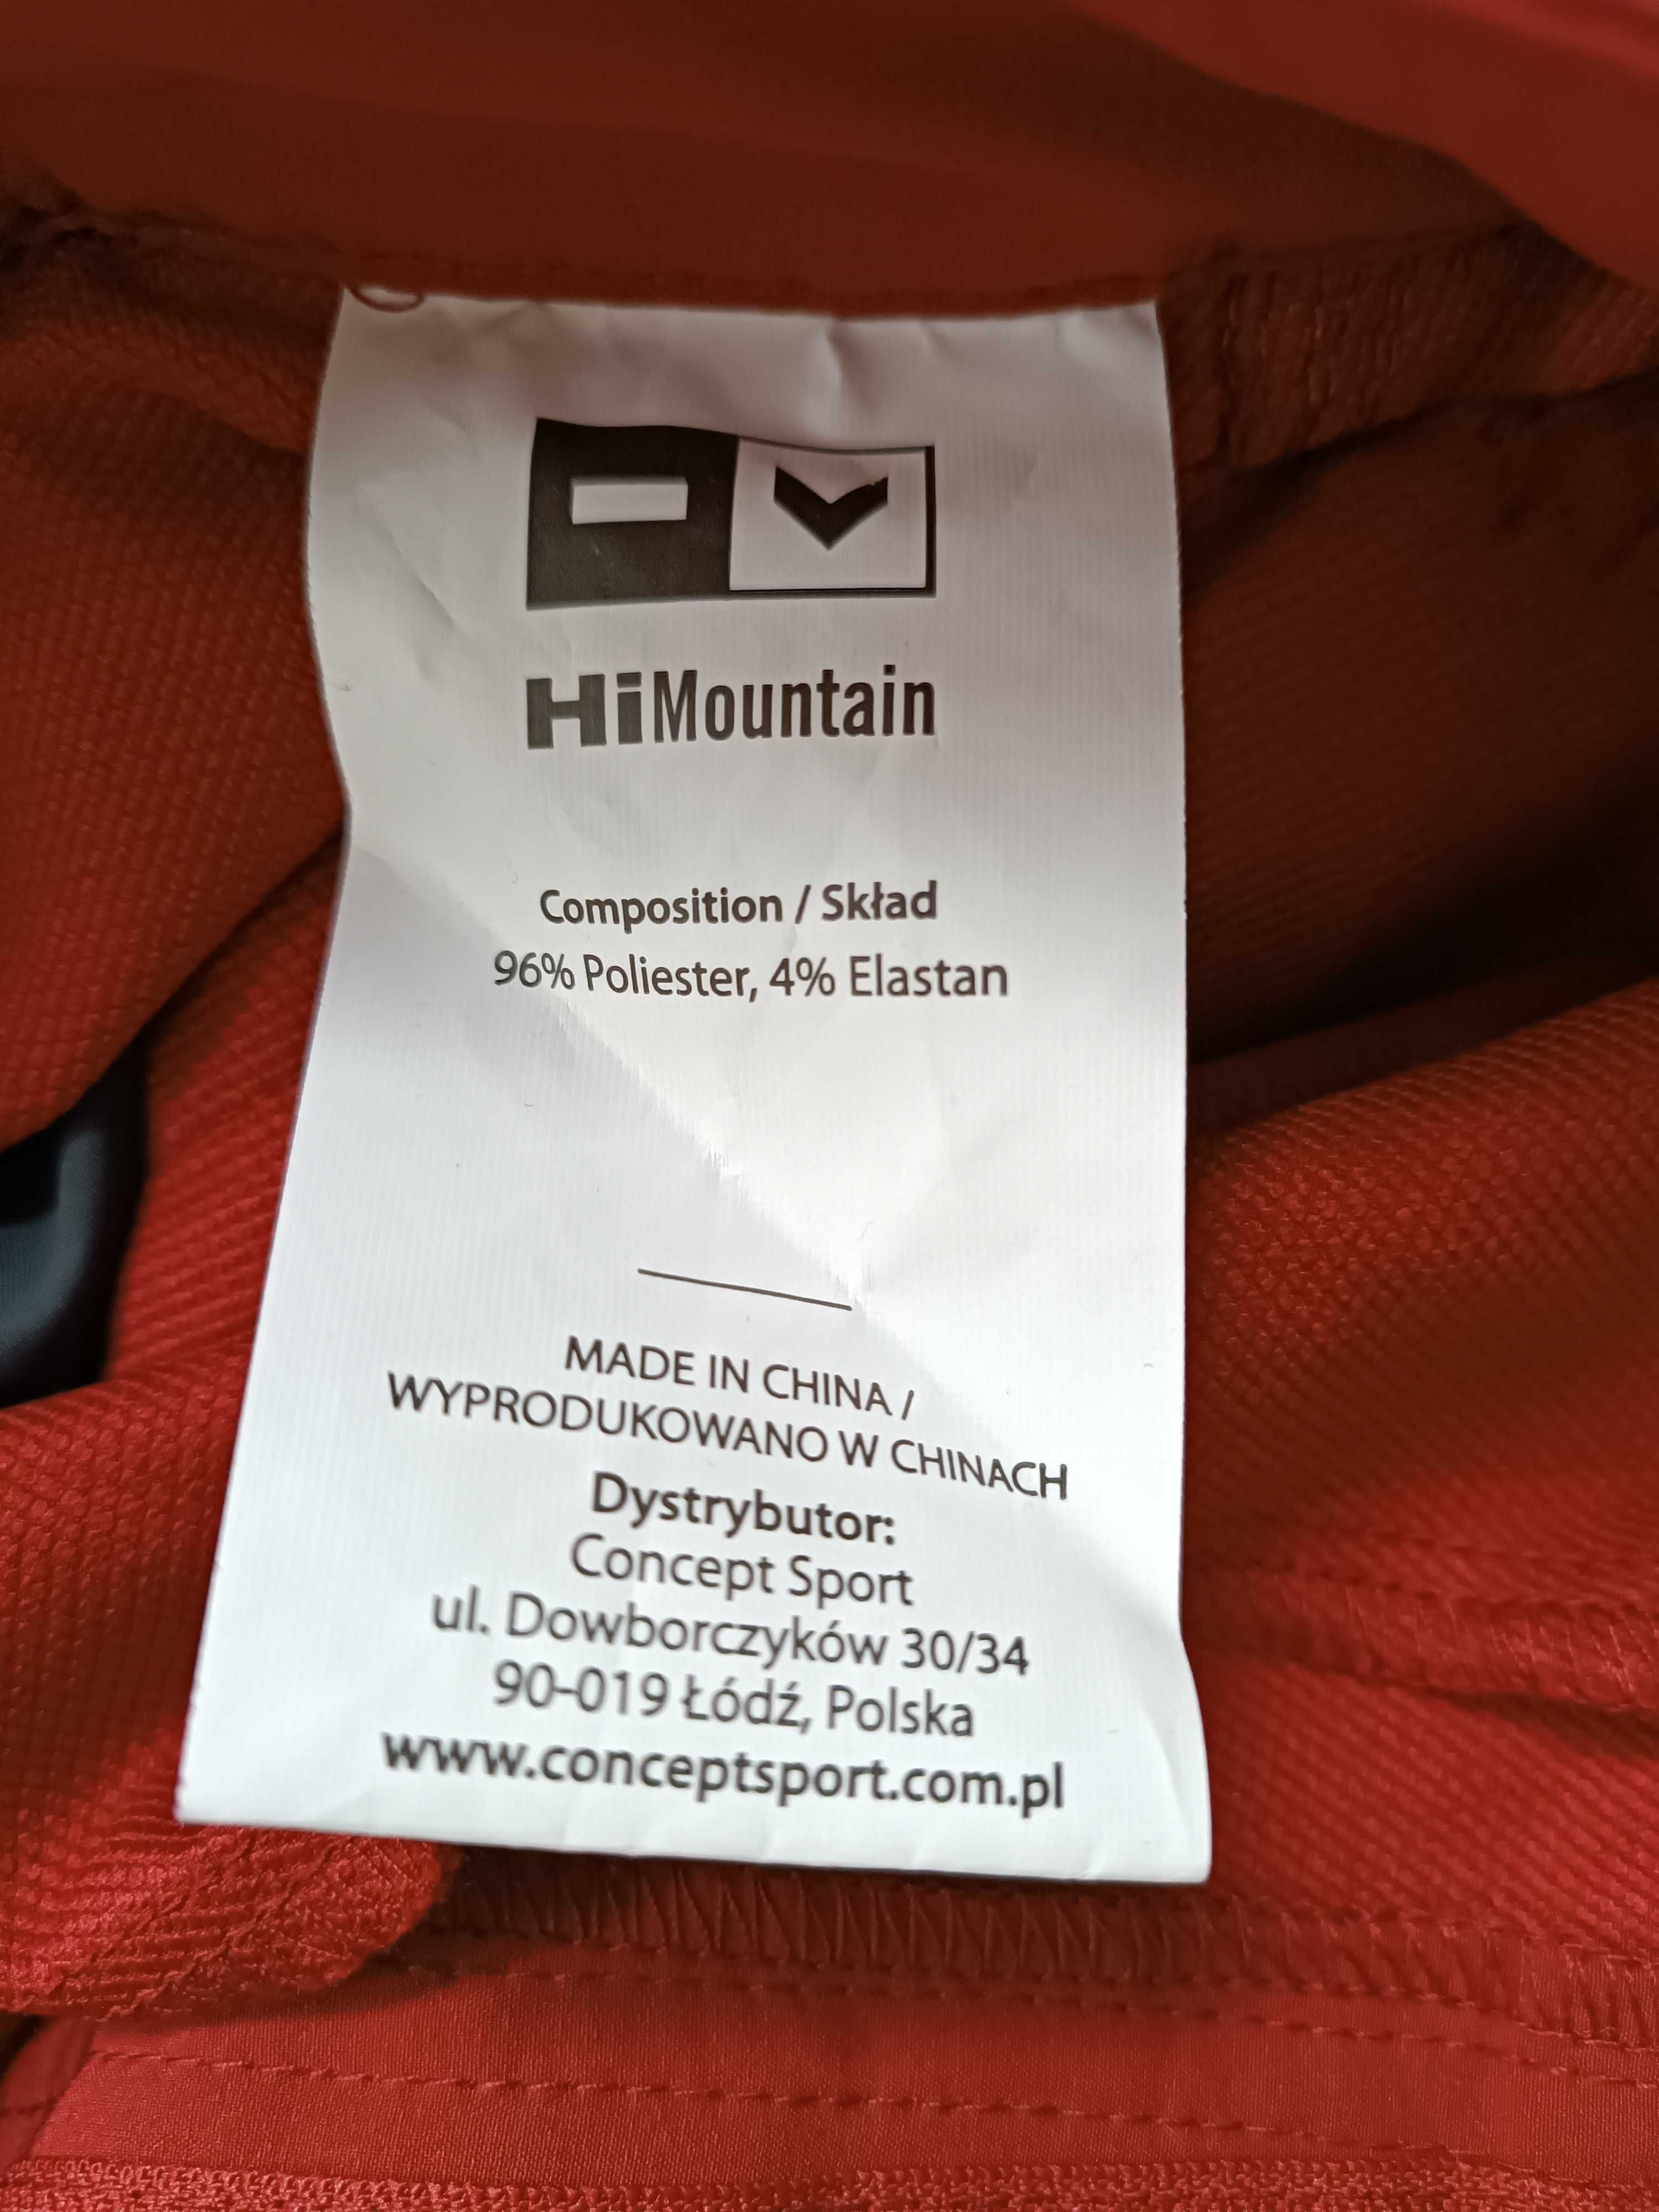 HiMountain
Composition / Skład
96% Poliester, 4% Elastan
MADE IN CHINA /
WYPRODUKOWANO W CHINACH
Dystrybutor:
Concept Sport
ul. Dowborczyków 30/34
90-019 Łódź, Polska
www.conceptsport.com.pl